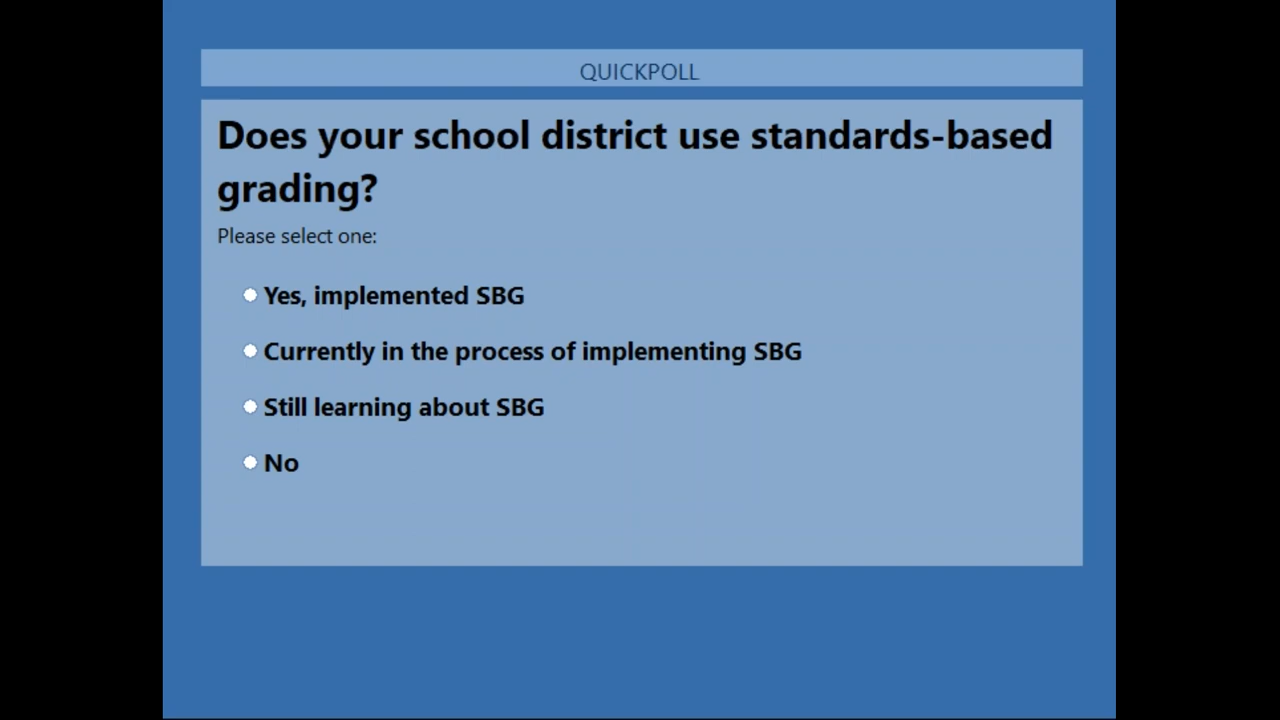 QUICKPOLL
Does your school district use standards-based
grading?
Please select one:
Yes, implemented SBG
Currently in the process of implementing SBG
Still learning about SBG
No